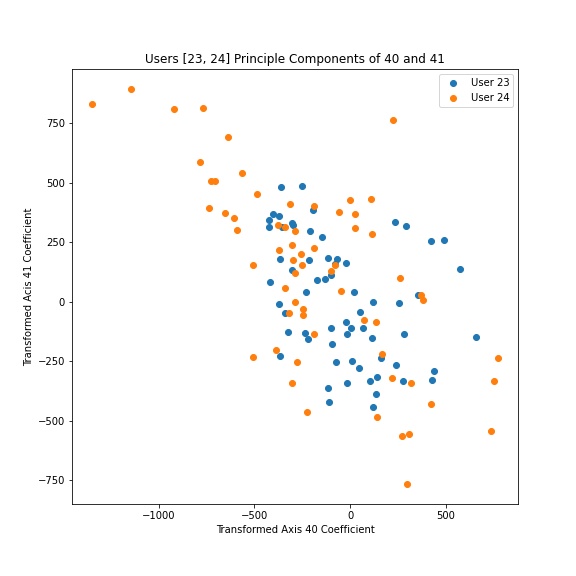 Users [23, 24] Principle Components of 40 and 41
User 23
User 24
750
500
250
0
−250
−500
−750
Transformed Acis 41 Coefficient
−1000
−500
0
500
Transformed Axis 40 Coefficient